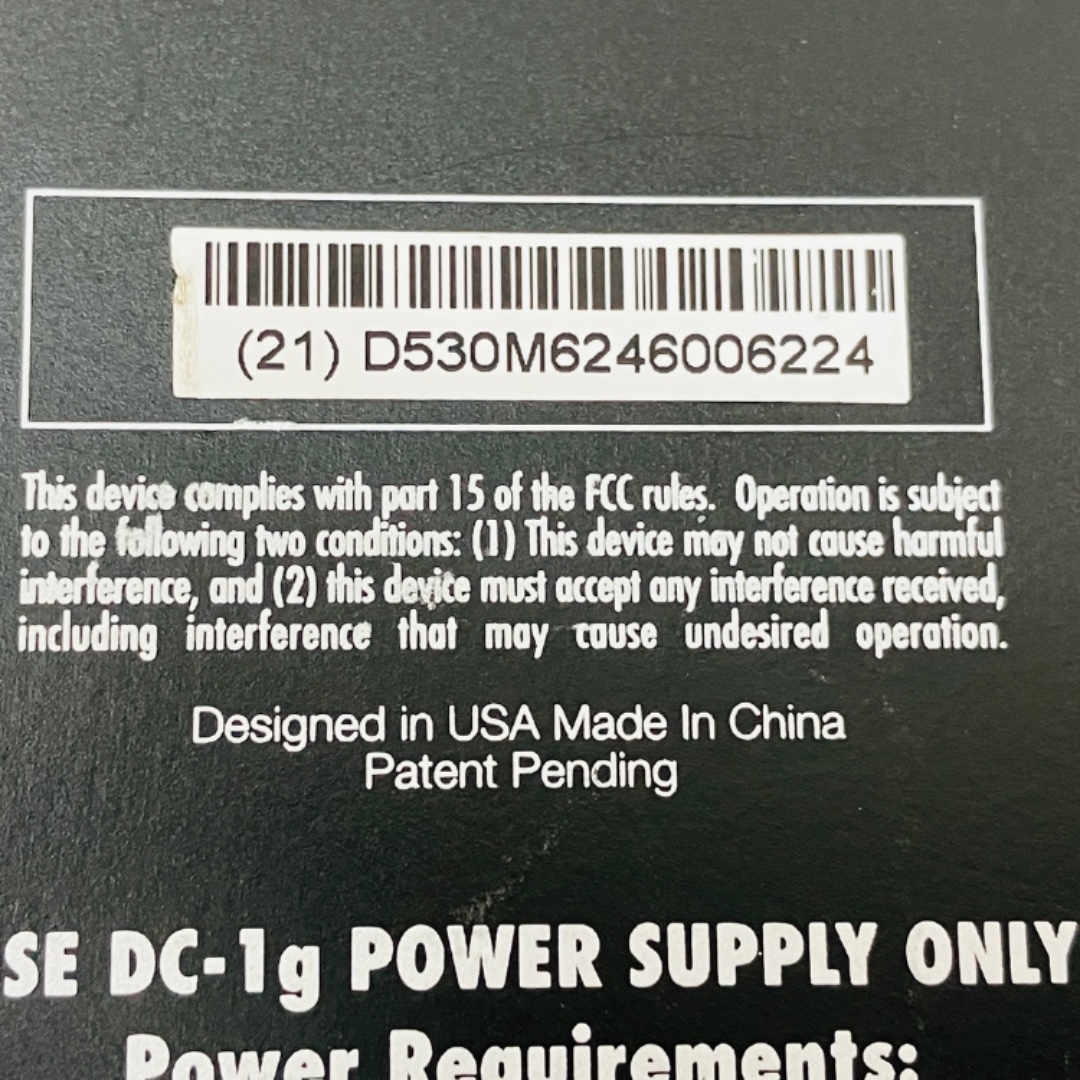 (21) D530M6246006224
This device complies with part 15 of the FCC rules. Operation is subject
to the following two conditions: (1) This device may not cause harmful
interference, and (2) this device must accept any interference received,
including interference that may cause undesired operation.
Designed in USA Made In China
Patent Pending
SE DC-1g POWER SUPPLY ONLY
Power Requirements: